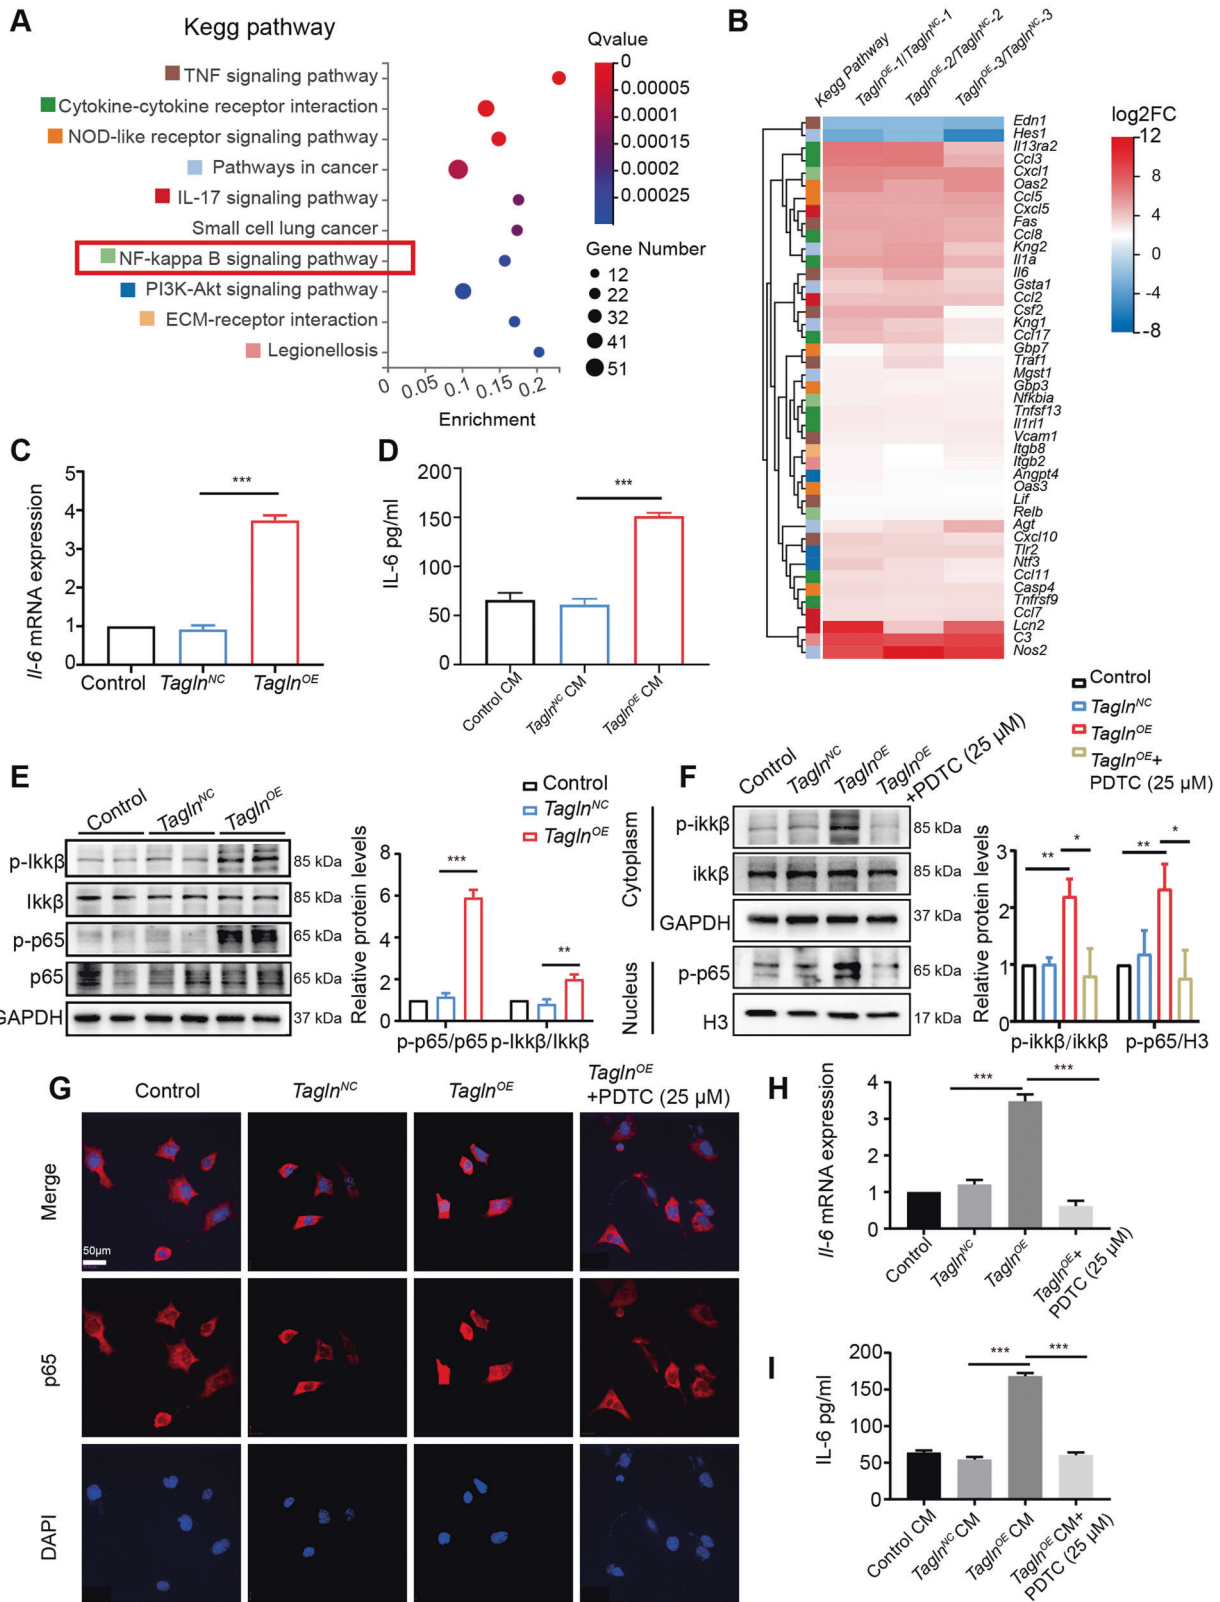 A
Kegg pathway
TNF signaling pathway
Cytokine-cytokine receptor interaction
NOD-like receptor signaling pathway
Pathways in cancer
IL-17 signaling pathway
Small cell lung cancer
NF-kappa B signaling pathway
PI3K-Akt signaling pathway
ECM-receptor interaction
Legionellosis
0 0.05 0.1 0.15 0.2
Enrichment
Qvalue
0
0.00005
0.0001
0.00015
0.0002
0.00025
Gene Number
12
22
32
41
51
B
Kegg Pathway
Tagln^OE-1/Tagln^NC-1
Tagln^OE-2/Tagln^NC-2
Tagln^OE-3/Tagln^NC-3
Edn1
Hes1
Il13ra2
Ccl3
Cxcl1
Oas2
Ccl5
Cxcl5
Fas
Ccl8
Kng2
Il1a
Il6
Gsta1
Ccl2
Csf2
Kng1
Ccl17
Gbp7
Traf1
Mgst1
Gbp3
Nfkbia
Tnfsf13
Il1rl1
Vcam1
Itgb8
Itgb2
Angpt4
Oas3
Lif
Relb
Agt
Cxcl10
Tlr2
Ntf3
Ccl11
Casp4
Tnfrsf9
Ccl7
Lcn2
C3
Nos2
log2FC
12
8
4
0
-4
-8
C
Il-6 mRNA expression
5
4
3
2
1
0
***
Control Tagln^NC Tagln^OE
D
IL-6 pg/ml
200
150
100
50
0
***
Control CM
Tagln^NC CM
Tagln^OE CM
E
Control Tagln^NC Tagln^OE
p-Ikkβ 85 kDa
Ikkβ 85 kDa
p-p65 65 kDa
p65 65 kDa
GAPDH 37 kDa
Control
Tagln^NC
Tagln^OE
Relative protein levels
8
6
4
2
0
***
**
p-p65/p65 p-Ikkβ/Ikkβ
F
Control
Tagln^NC
Tagln^OE
Tagln^OE
+PDTC (25 µM)
Cytoplasm
p-ikkβ 85 kDa
ikkβ 85 kDa
GAPDH 37 kDa
Nucleus
p-p65 65 kDa
H3 17 kDa
Control
Tagln^NC
Tagln^OE
Tagln^OE+
PDTC (25 µM)
Relative protein levels
3
2
1
0
** * ** *
p-ikkβ/ikkβ p-p65/H3
G
Control Tagln^NC Tagln^OE Tagln^OE
+PDTC (25 µM)
Merge
50µm
p65
DAPI
H
Il-6 mRNA expression
4
3
2
1
0
*** ***
Control
Tagln^NC
Tagln^OE
Tagln^OE+
PDTC (25 µM)
I
IL-6 pg/ml
200
150
100
50
0
*** ***
Control CM
Tagln^NC CM
Tagln^OE CM
Tagln^OE CM+
PDTC (25 µM)